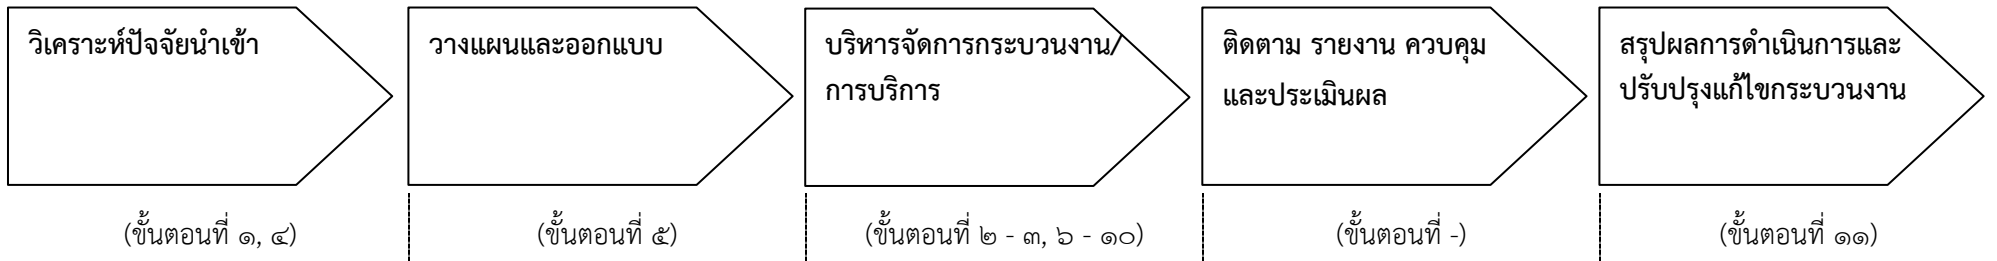 วิเคราะห์ปัจจัยนำเข้า
วางแผนและออกแบบ
บริหารจัดการกระบวนงาน/
การบริการ
ติดตาม รายงาน ควบคุม
และประเมินผล
สรุปผลการดำเนินการและ
ปรับปรุงแก้ไขกระบวนงาน
(ขั้นตอนที่ ๑, ๔)
(ขั้นตอนที่ ๕)
(ขั้นตอนที่ ๒ - ๓, ๖ - ๑๐)
(ขั้นตอนที่ -)
(ขั้นตอนที่ ๑๑)